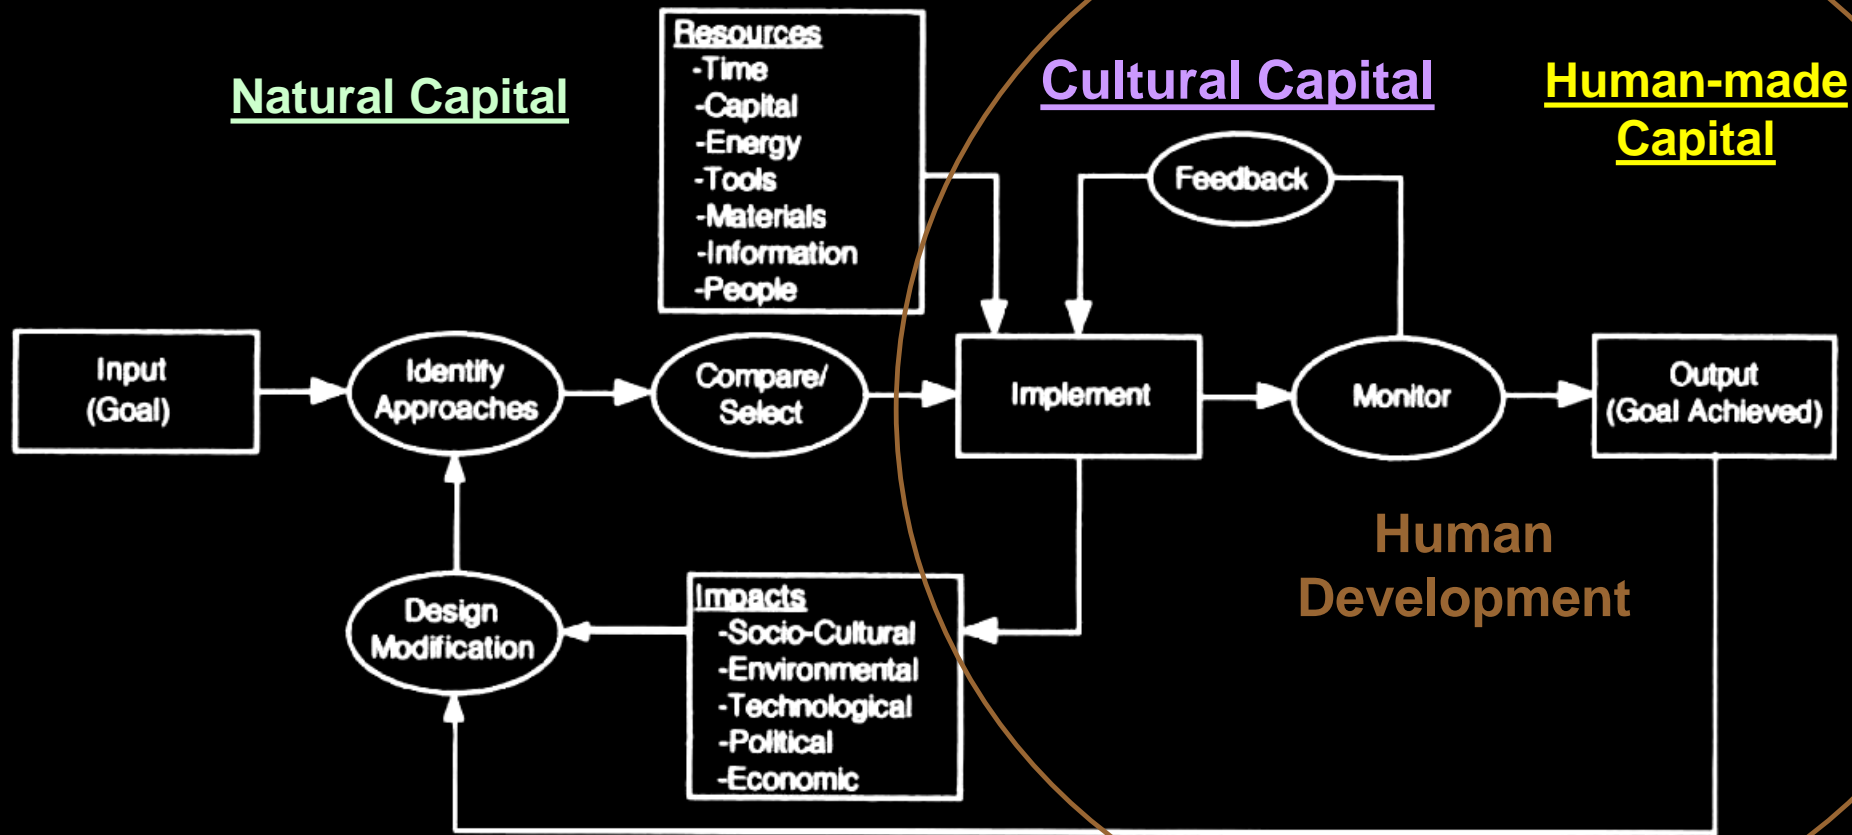 Natural Capital
Resources
-Time
-Capital
-Energy
-Tools
-Materials
-Information
-People
Cultural Capital
Human-made
Capital
Feedback
Input
(Goal)
Identify
Approaches
Compare/
Select
Implement
Monitor
Output
(Goal Achieved)
Human
Development
Design
Modification
Impacts
-Socio-Cultural
-Environmental
-Technological
-Political
-Economic